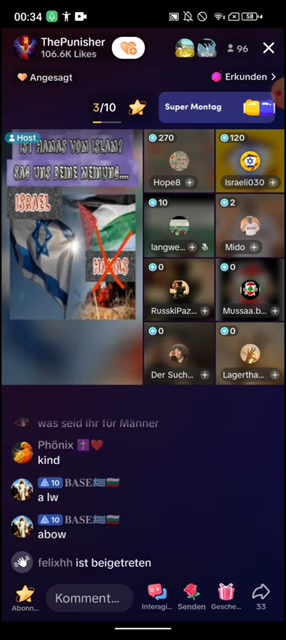 00:34
58
ThePunisher
106.6K Likes
96
Angesagt
Erkunden >
3/10
Super Montag
Host
IST HAMAS VON ISLAM?
SAG UNS DEINE MEINUNG...
ISRAEL
HAMAS
270
Hope8
120
Israeli030
10
langwe...
2
Mido
0
RusskiPaz...
0
Mussaa.b...
0
Der Such...
0
Lagertha...
was seid ihr für Männer
Phönix
kind
10 BASE
a lw
10 BASE
abow
felixhh ist beigetreten
Abonn...
Komment...
Interagi...
Senden
Gesche...
33